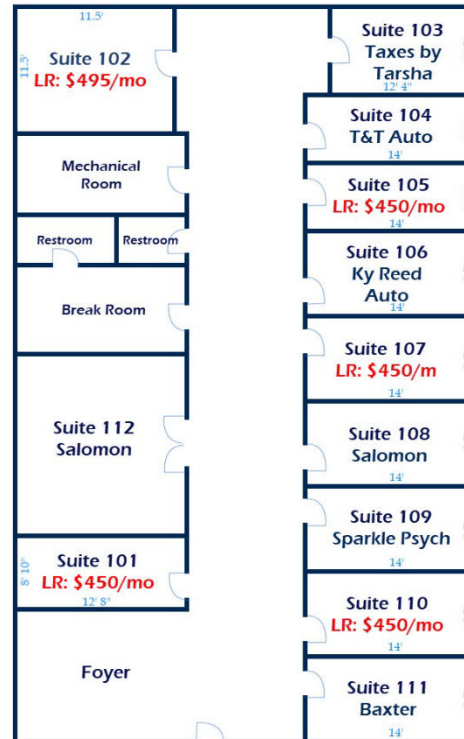 11.5'
11.5'
Suite 102
LR: $495/mo
Mechanical
Room
Restroom
Restroom
Break Room
Suite 112
Salomon
8' 10"
Suite 101
LR: $450/mo
12' 8"
Foyer
Suite 103
Taxes by
Tarsha
12' 4"
Suite 104
T&T Auto
14'
Suite 105
LR: $450/mo
14'
Suite 106
Ky Reed
Auto
14'
Suite 107
LR: $450/m
14'
Suite 108
Salomon
14'
Suite 109
Sparkle Psych
14'
Suite 110
LR: $450/mo
14'
Suite 111
Baxter
14'